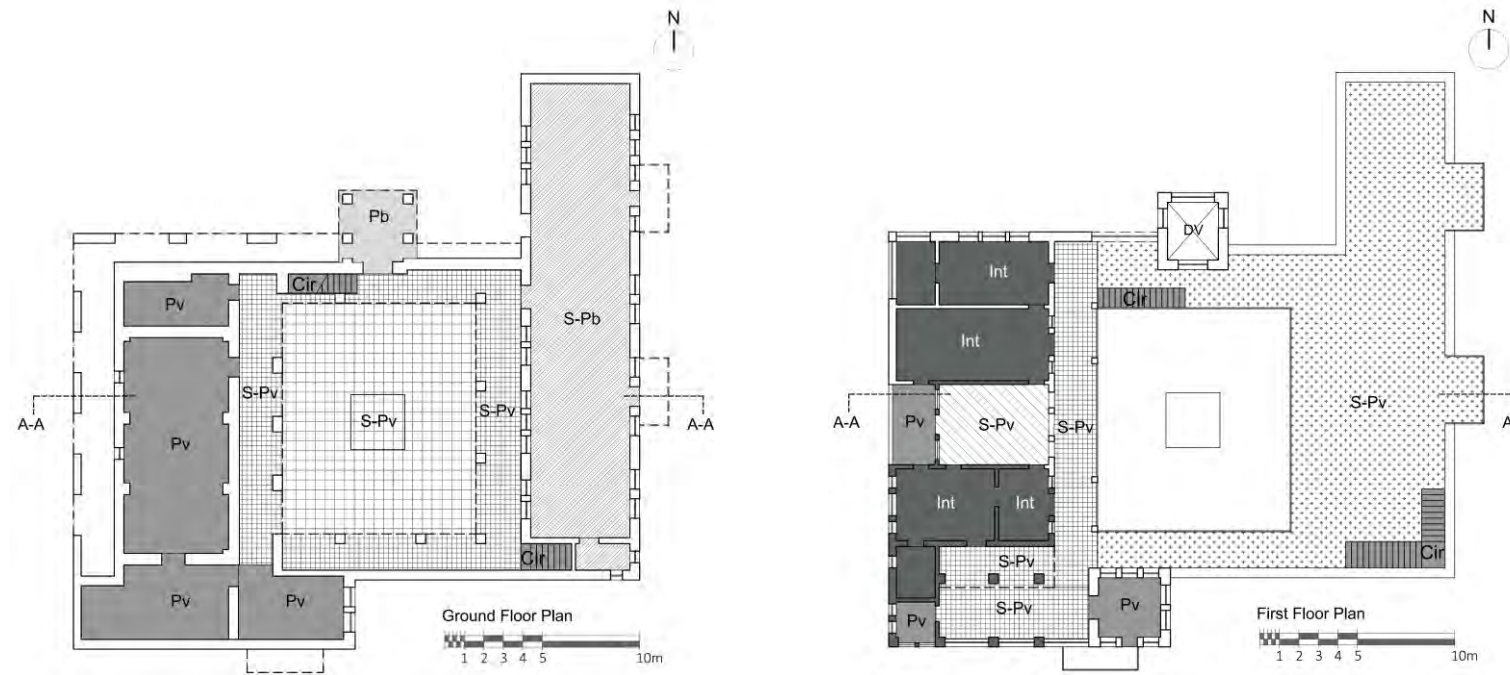 N
Pb
Cir
Pv
S-Pb
S-Pv
S-Pv
S-Pv
A-A
A-A
Pv
Cir
Pv
Pv
Ground Floor Plan
1 2 3 4 5 10m
N
DV
Int
Cir
Int
S-Pv
A-A
Pv
S-Pv
S-Pv
A
Int
Int
Cir
S-Pv
Pv
S-Pv
Pv
First Floor Plan
1 2 3 4 5 10m